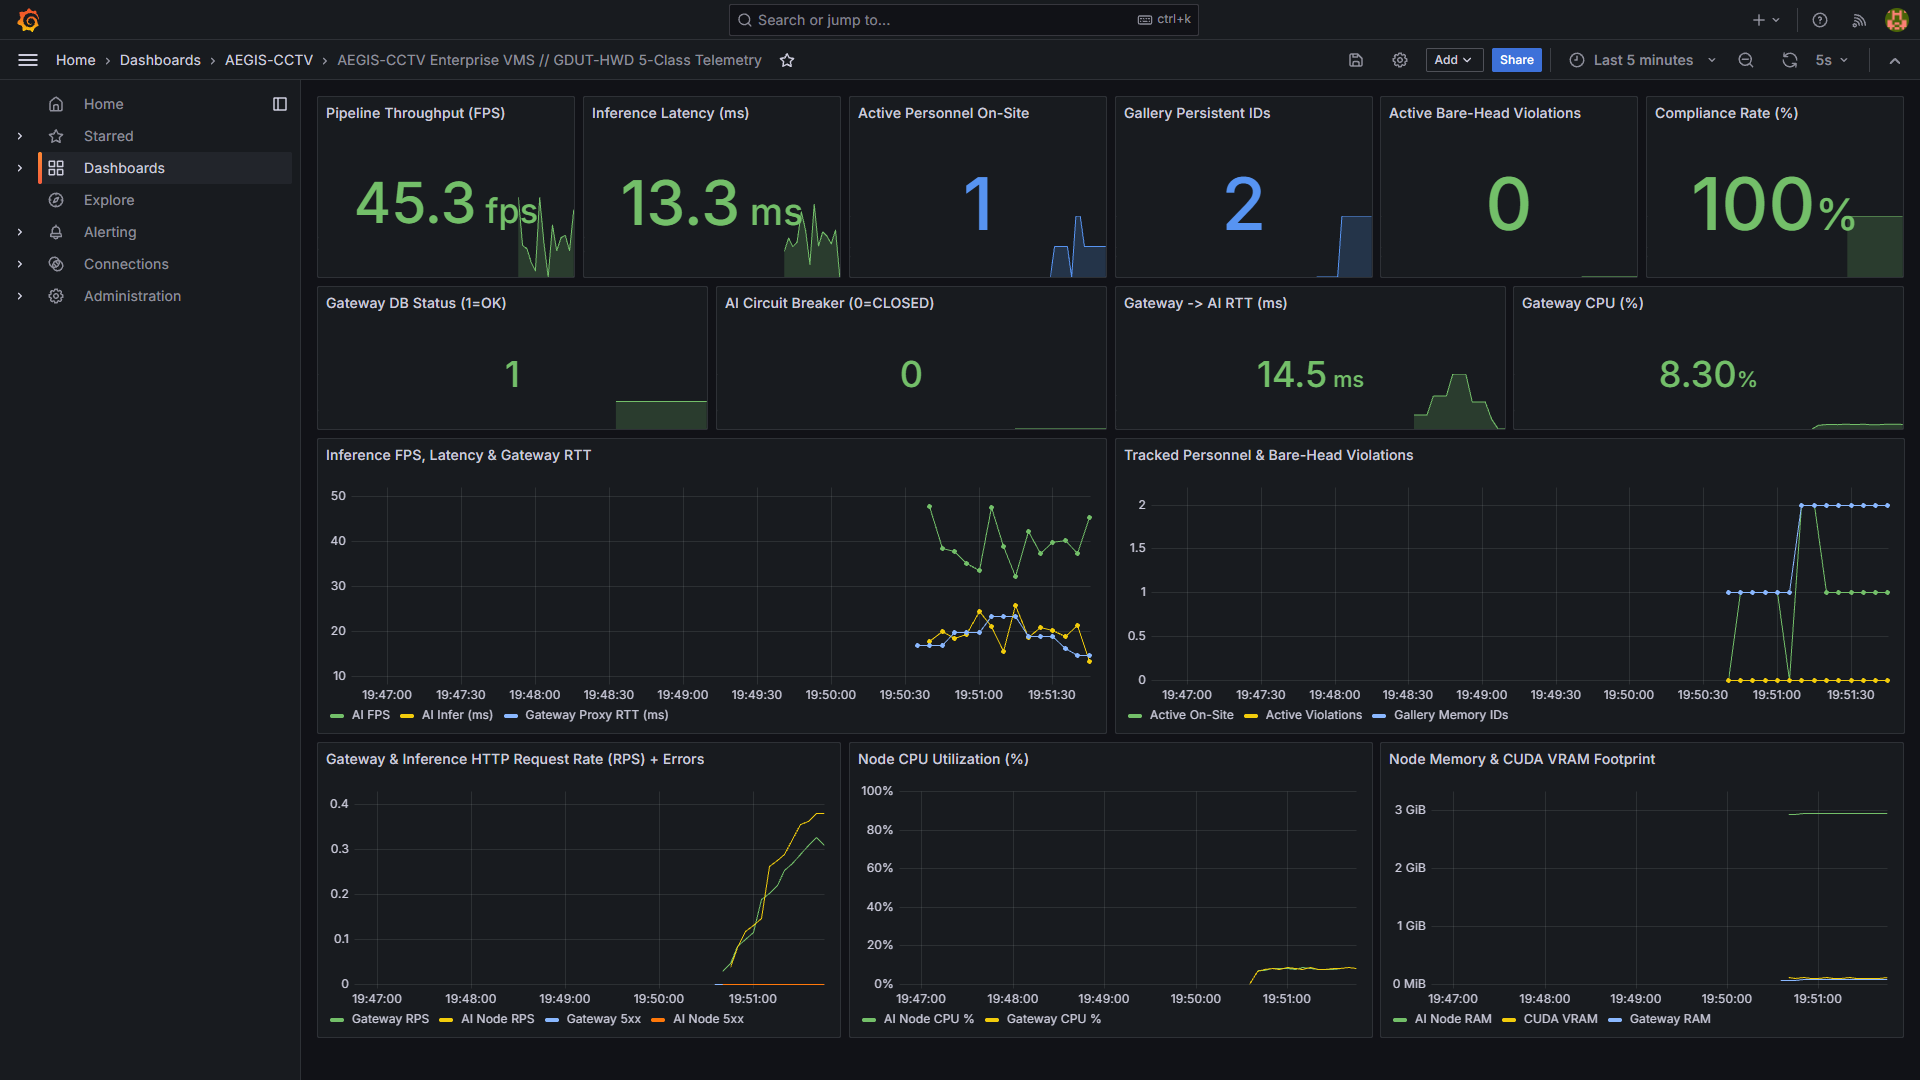 Search or jump to...
ctrl+k
Home › Dashboards › AEGIS-CCTV › AEGIS-CCTV Enterprise VMS // GDUT-HWD 5-Class Telemetry
Add
Share
Last 5 minutes
5s
Home
Starred
Dashboards
Explore
Alerting
Connections
Administration
Pipeline Throughput (FPS)
45.3 fps
Inference Latency (ms)
13.3 ms
Active Personnel On-Site
1
Gallery Persistent IDs
2
Active Bare-Head Violations
0
Compliance Rate (%)
100%
Gateway DB Status (1=OK)
1
AI Circuit Breaker (0=CLOSED)
0
Gateway -> AI RTT (ms)
14.5 ms
Gateway CPU (%)
8.30%
Inference FPS, Latency & Gateway RTT
50
40
30
20
10
19:47:00 19:47:30 19:48:00 19:48:30 19:49:00 19:49:30 19:50:00 19:50:30 19:51:00 19:51:30
AI FPS AI Infer (ms) Gateway Proxy RTT (ms)
Tracked Personnel & Bare-Head Violations
2
1.5
1
0.5
0
19:47:00 19:47:30 19:48:00 19:48:30 19:49:00 19:49:30 19:50:00 19:50:30 19:51:00 19:51:30
Active On-Site Active Violations Gallery Memory IDs
Gateway & Inference HTTP Request Rate (RPS) + Errors
0.4
0.3
0.2
0.1
0
19:47:00 19:48:00 19:49:00 19:50:00 19:51:00
Gateway RPS AI Node RPS Gateway 5xx AI Node 5xx
Node CPU Utilization (%)
100%
80%
60%
40%
20%
0%
19:47:00 19:48:00 19:49:00 19:50:00 19:51:00
AI Node CPU % Gateway CPU %
Node Memory & CUDA VRAM Footprint
3 GiB
2 GiB
1 GiB
0 MiB
19:47:00 19:48:00 19:49:00 19:50:00 19:51:00
AI Node RAM CUDA VRAM Gateway RAM